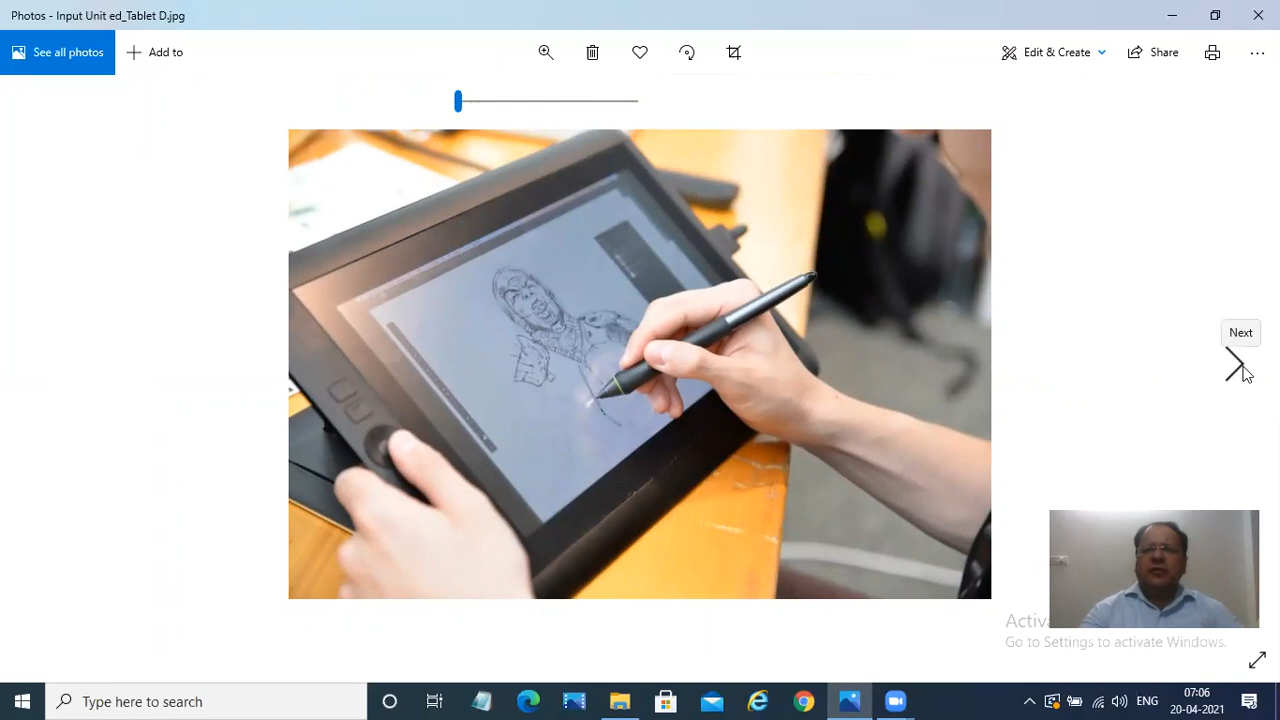 Photos - Input Unit ed_Tablet D.jpg
See all photos
Add to
Edit & Create
Share
Next
Activ
Go to Settings to activate Windows.
Type here to search
ENG
07:06
20-04-2021